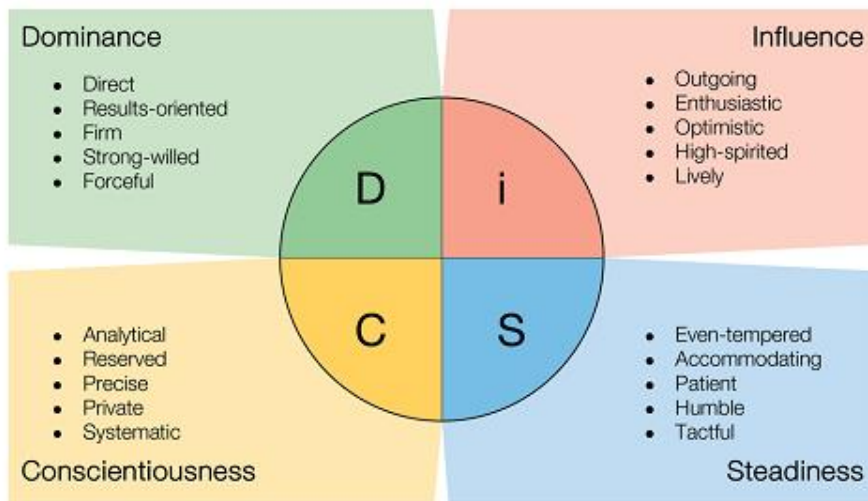 Dominance
• Direct
• Results-oriented
• Firm
• Strong-willed
• Forceful
Influence
• Outgoing
• Enthusiastic
• Optimistic
• High-spirited
• Lively
D
i
C
S
• Analytical
• Reserved
• Precise
• Private
• Systematic
Conscientiousness
• Even-tempered
• Accommodating
• Patient
• Humble
• Tactful
Steadiness